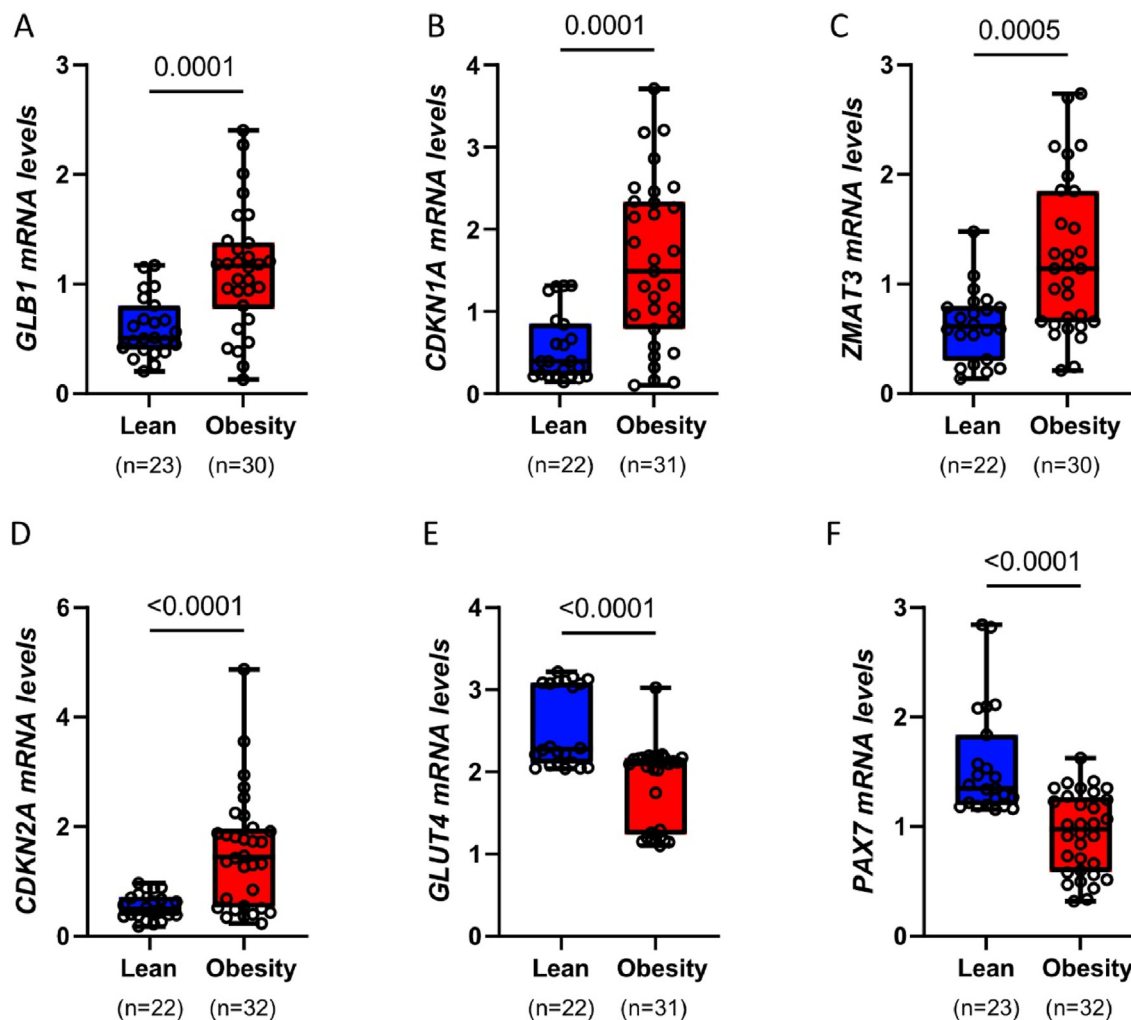 A
0.0001
GLB1 mRNA levels
3
2
1
0
Lean Obesity
(n=23) (n=30)
B
0.0001
CDKN1A mRNA levels
4
3
2
1
0
Lean Obesity
(n=22) (n=31)
C
0.0005
ZMAT3 mRNA levels
3
2
1
0
Lean Obesity
(n=22) (n=30)
D
<0.0001
CDKN2A mRNA levels
6
4
2
0
Lean Obesity
(n=22) (n=32)
E
<0.0001
GLUT4 mRNA levels
4
3
2
1
0
Lean Obesity
(n=22) (n=31)
F
<0.0001
PAX7 mRNA levels
3
2
1
0
Lean Obesity
(n=23) (n=32)